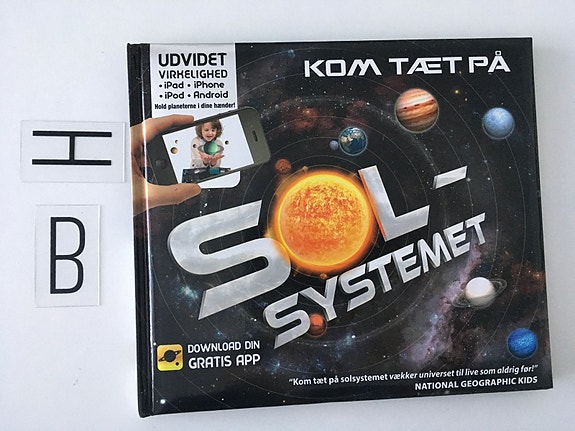 H
B
UDVIDET
VIRKELIGHED
• iPad • iPhone
• iPod • Android
Hold planeterne i dine hænder!
KOM TÆT PÅ
SOL-
SYSTEMET
DOWNLOAD DIN
GRATIS APP
"Kom tæt på solsystemet vækker universet til live som aldrig før!"
NATIONAL GEOGRAPHIC KIDS